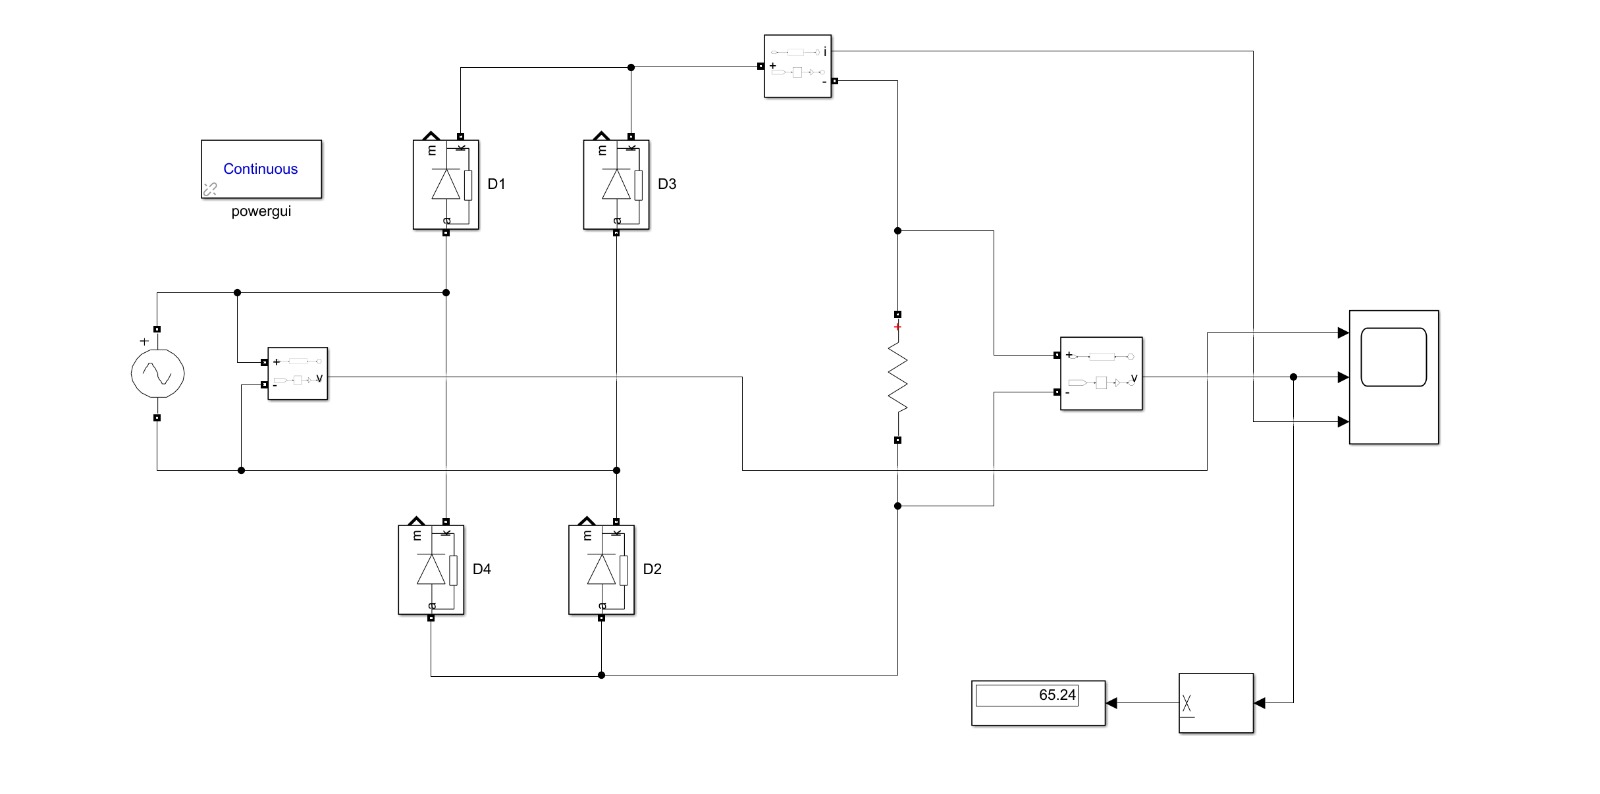 i
+
-
Continuous
powergui
m
k
a
D1
m
k
a
D3
+
+
-
v
+
+
-
v
m
k
a
D4
m
k
a
D2
65.24
X